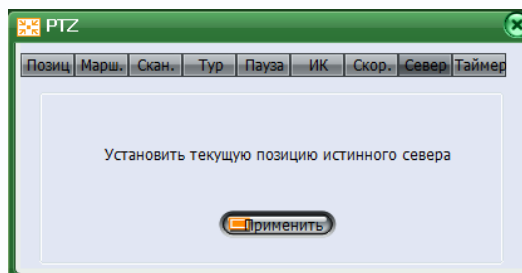 PTZ
Позиц Марш. Скан. Тур Пауза ИК Скор. Север Таймер
Установить текущую позицию истинного севера
Применить